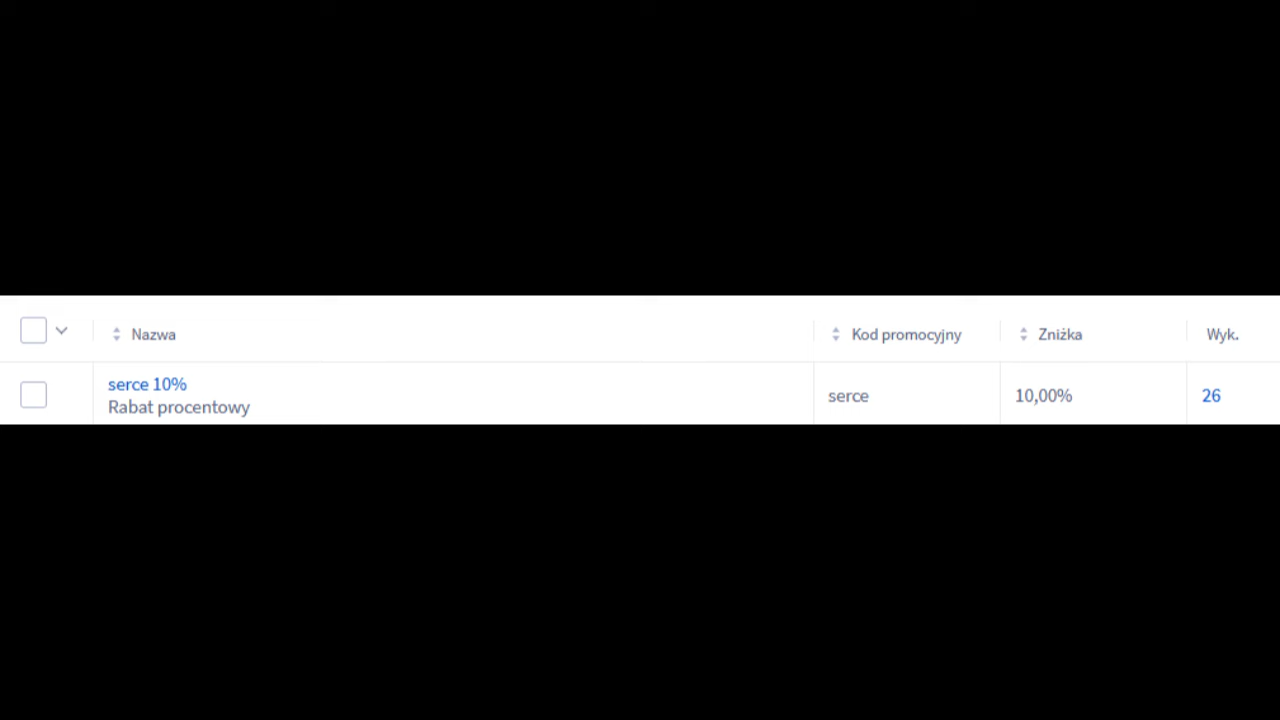 Nazwa Kod promocyjny Zniżka Wyk.
serce 10%
Rabat procentowy
serce 10,00% 26